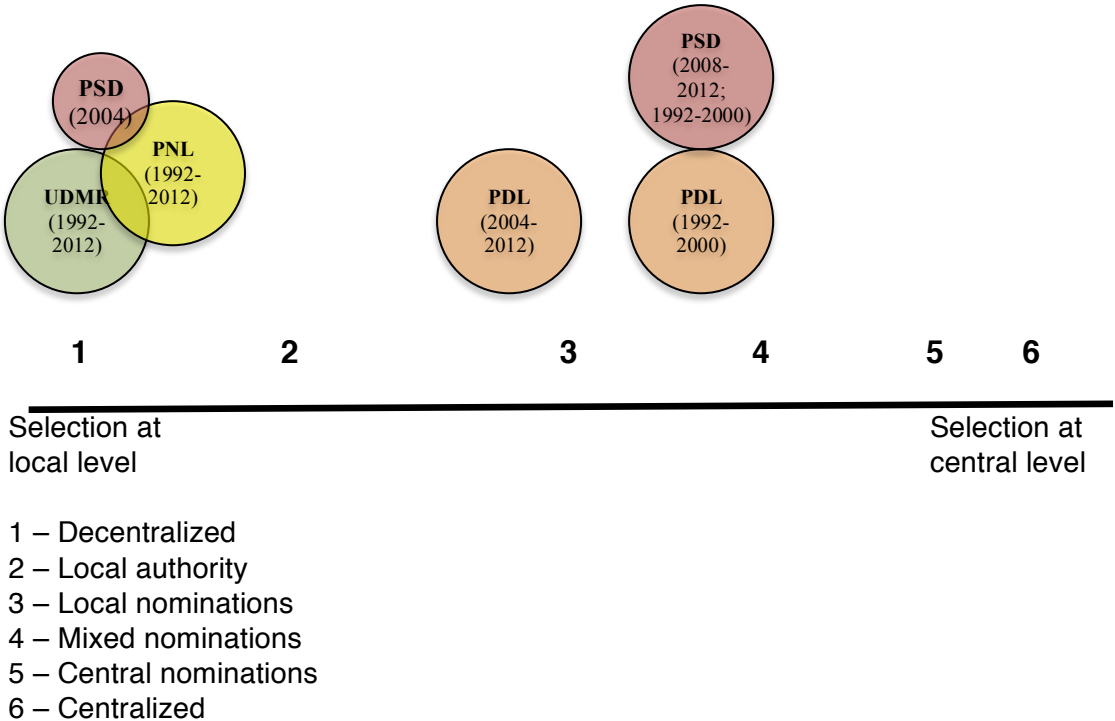 PSD
(2004)
PNL
(1992-
2012)
UDMR
(1992-
2012)
PDL
(2004-
2012)
PSD
(2008-
2012;
1992-2000)
PDL
(1992-
2000)
1 2 3 4 5 6
Selection at
local level
Selection at
central level
1 – Decentralized
2 – Local authority
3 – Local nominations
4 – Mixed nominations
5 – Central nominations
6 – Centralized